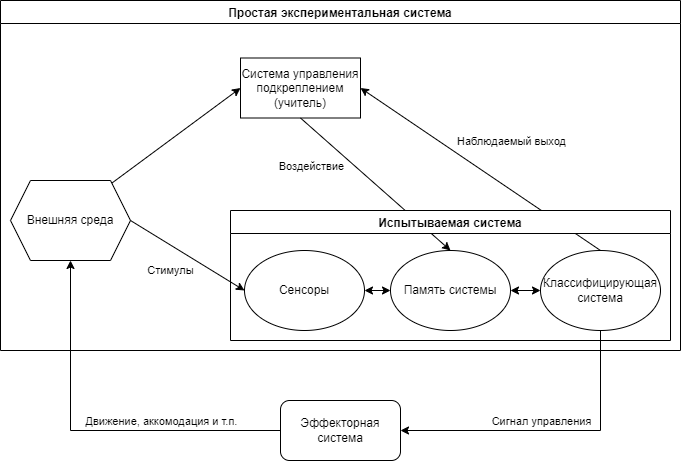 Простая экспериментальная система
Система управления
подкреплением
(учитель)
Наблюдаемый выход
Воздействие
Внешняя среда
Испытываемая система
Стимулы
Сенсоры
Память системы
Классифицирующая
система
Движение, аккомодация и т.п.
Эффекторная
система
Сигнал управления